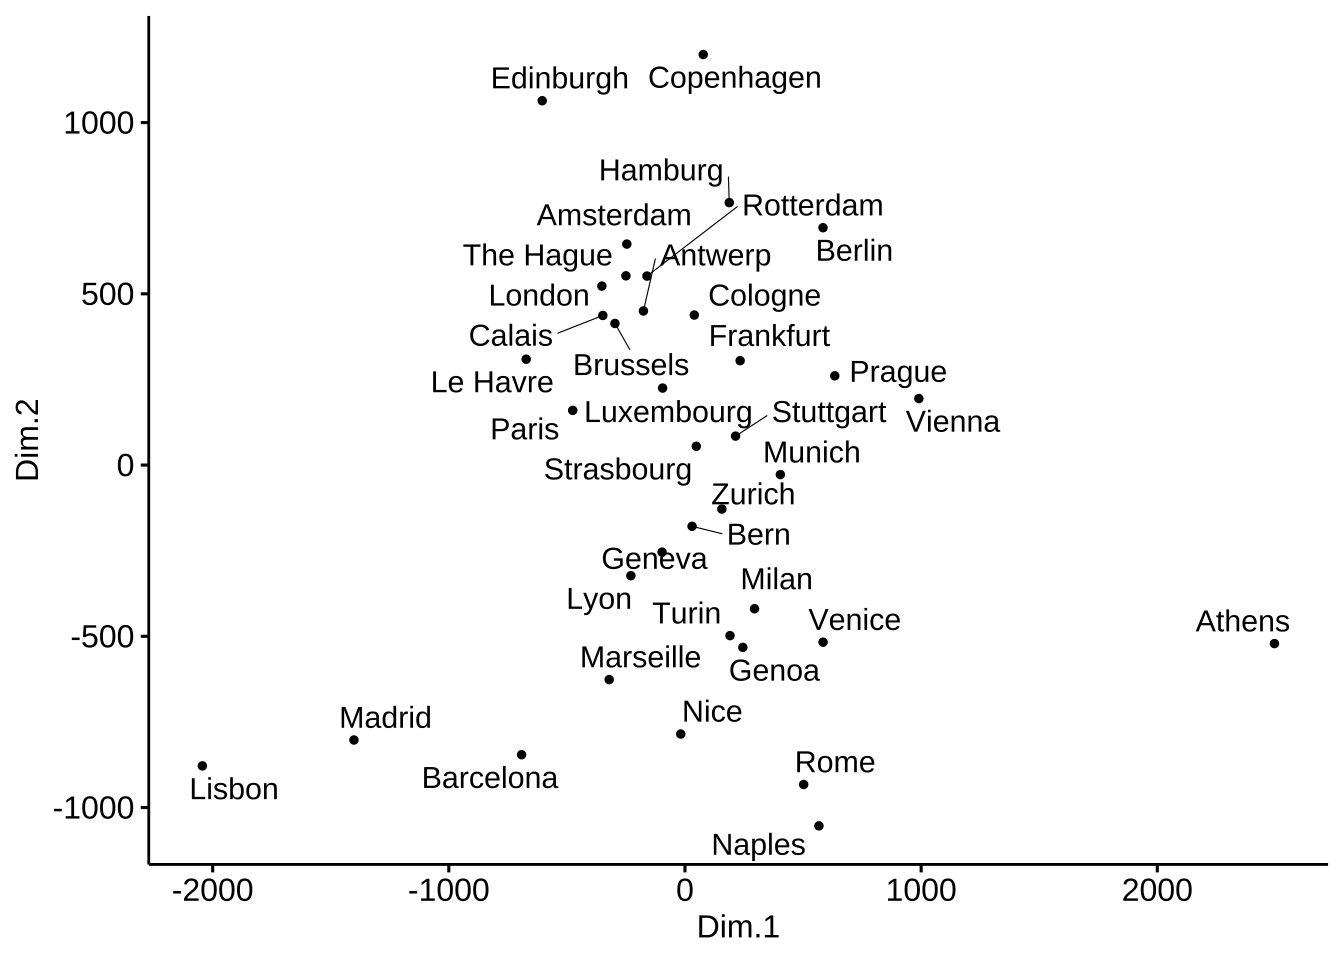 Edinburgh
Copenhagen
1000
Hamburg
Rotterdam
Amsterdam
Berlin
The Hague
Antwerp
500
London
Cologne
Calais
Frankfurt
Brussels
Prague
Le Havre
Luxembourg
Stuttgart
Vienna
Paris
Dim.2
Munich
0
Strasbourg
Zurich
Bern
Geneva
Milan
Lyon
Turin
Venice
Athens
-500
Marseille
Genoa
Nice
Madrid
Rome
Barcelona
Lisbon
-1000
Naples
-2000
-1000
0
1000
2000
Dim.1